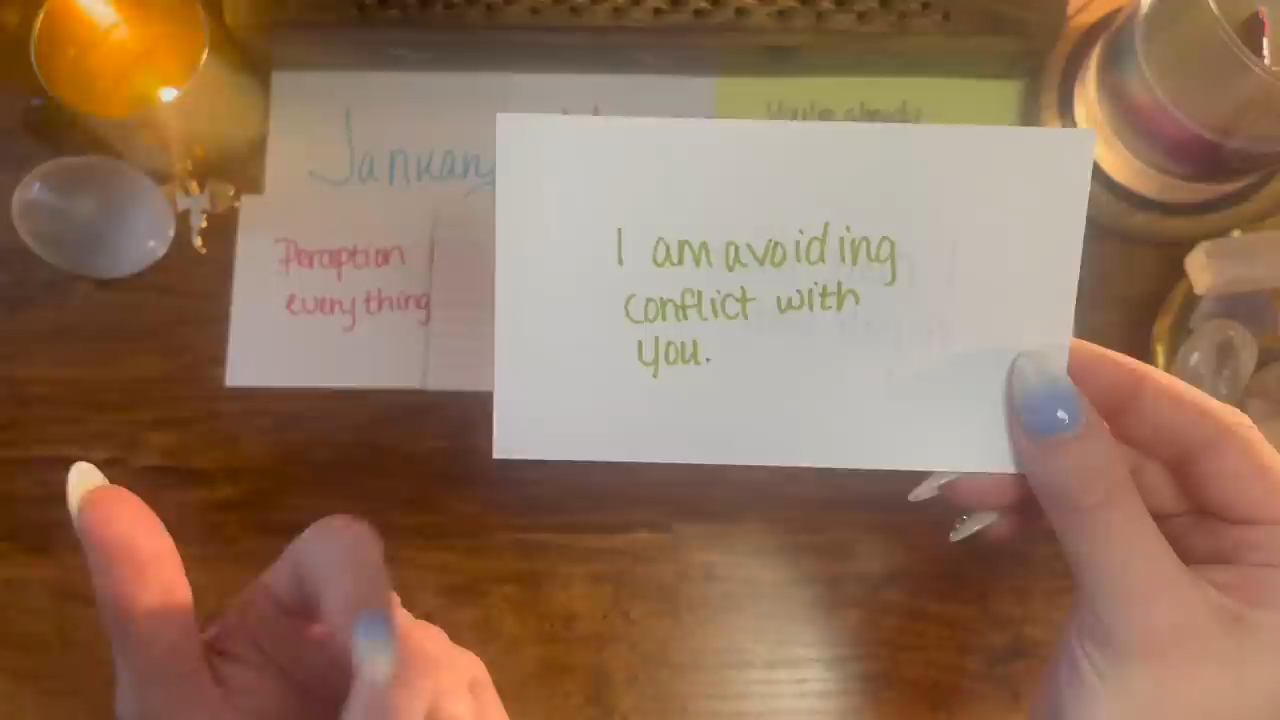 January
Perception
everything
I am avoiding
conflict with
you.